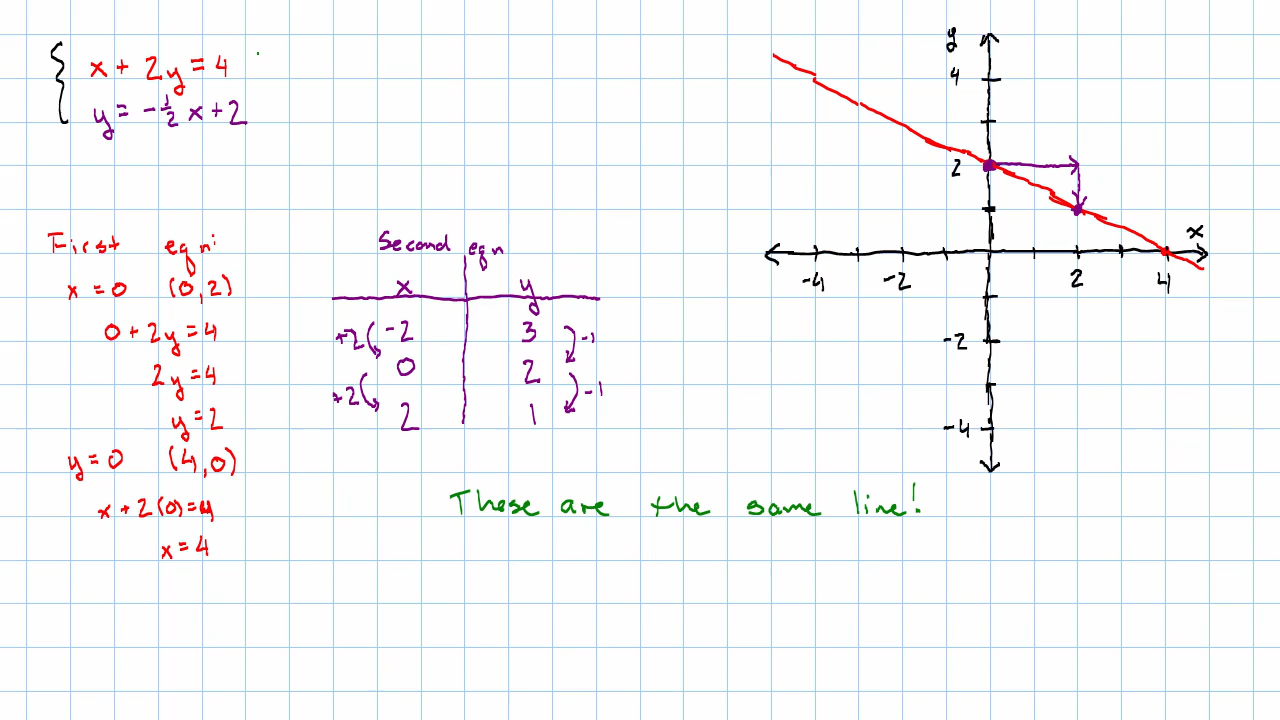 x + 2y = 4
y = -1/2 x + 2
First eqn:
x = 0 (0, 2)
0 + 2y = 4
2y = 4
y = 2
y = 0 (4, 0)
x + 2(0) = 4
x = 4
Second eqn
x y
+2 -2 3 -1
0 2
+2 -1
2 1
These are the same line!
y
4
2
x
-4 -2 2 4
-2
-4